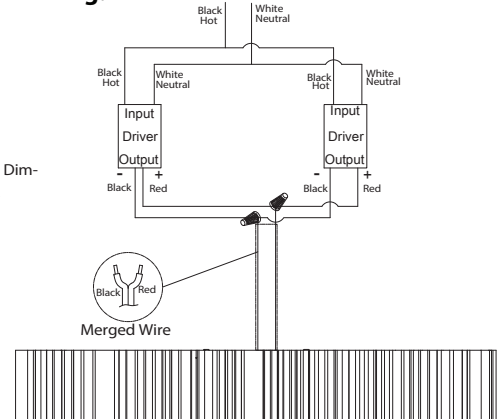 g
Black
Hot
White
Neutral
Black
Hot
White
Neutral
Black
Hot
White
Neutral
Input
Driver
Output
Input
Driver
Output
- +
- +
Dim-
Black Red
Black Red
Black Red
Merged Wire